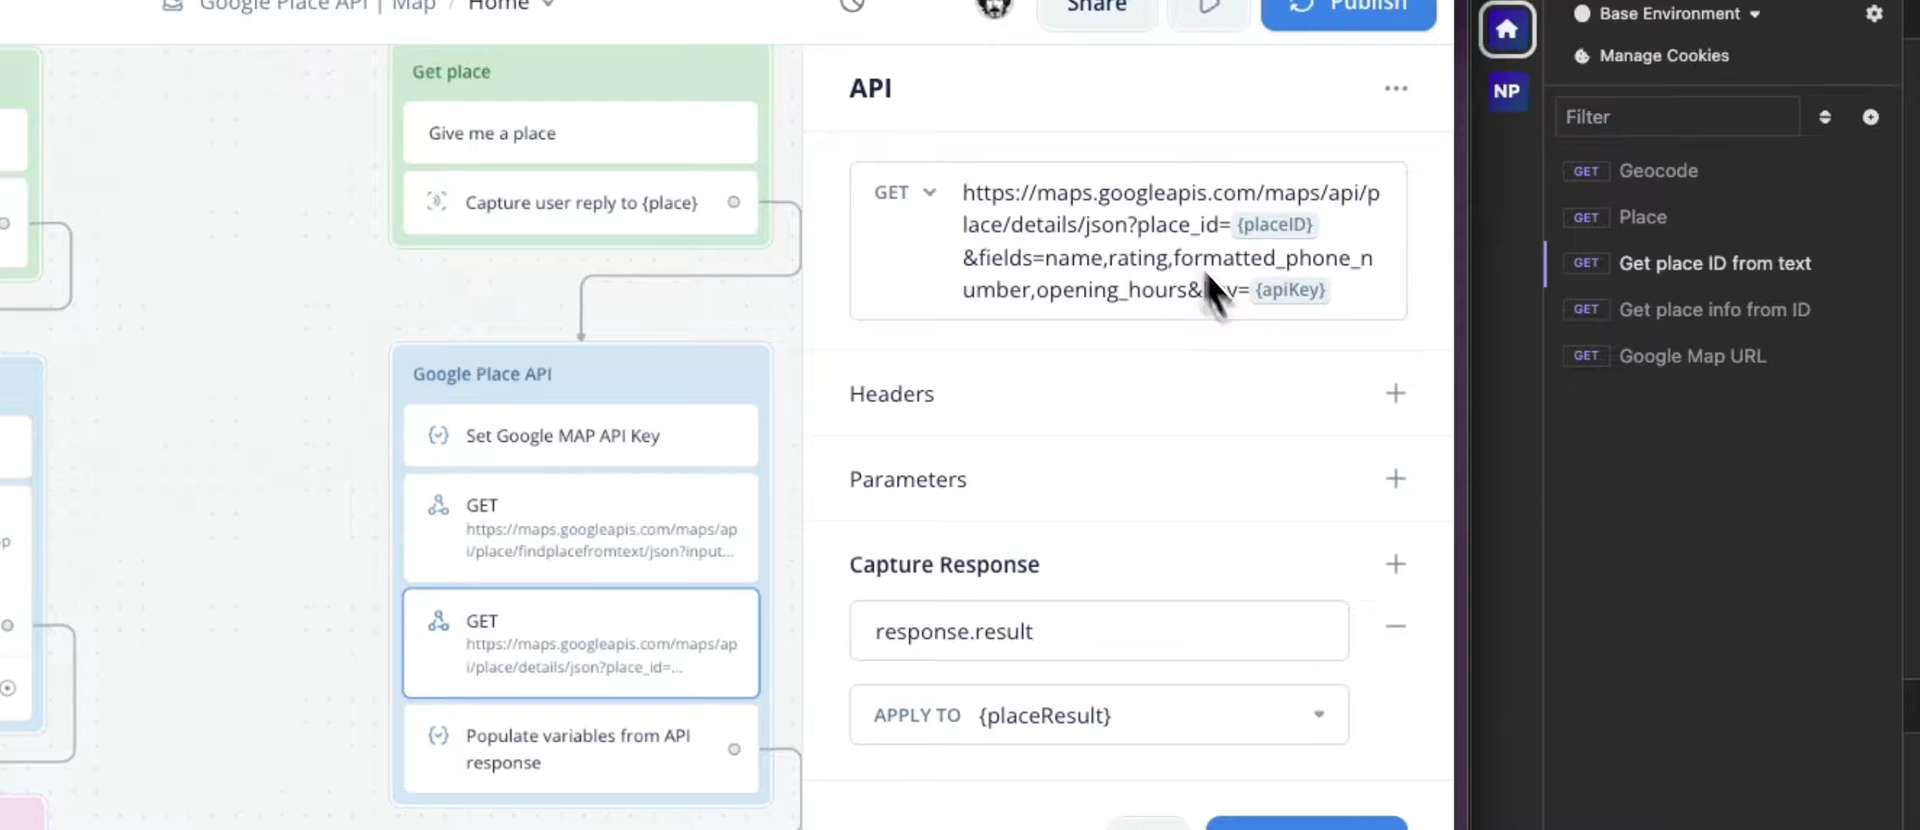 Google Place API | Map / Home
Share
Publish
Get place
Give me a place
Capture user reply to {place}
Google Place API
Set Google MAP API Key
GET
https://maps.googleapis.com/maps/ap
i/place/findplacefromtext/json?input...
GET
https://maps.googleapis.com/maps/ap
i/place/details/json?place_id=...
Populate variables from API
response
API
GET
https://maps.googleapis.com/maps/api/p
lace/details/json?place_id= {placeID}
&fields=name,rating,formatted_phone_n
umber,opening_hours& {apiKey}
Headers
Parameters
Capture Response
response.result
APPLY TO {placeResult}
NP
Base Environment
Manage Cookies
Filter
GET Geocode
GET Place
GET Get place ID from text
GET Get place info from ID
GET Google Map URL